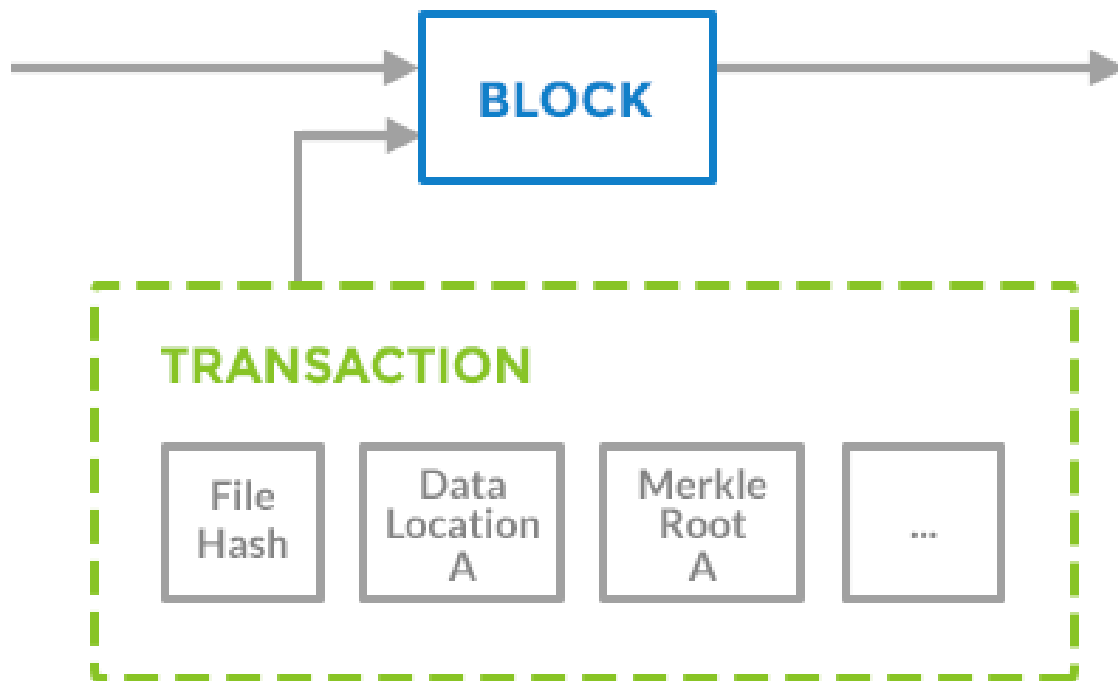 BLOCK
TRANSACTION
File
Hash
Data
Location
A
Merkle
Root
A
...